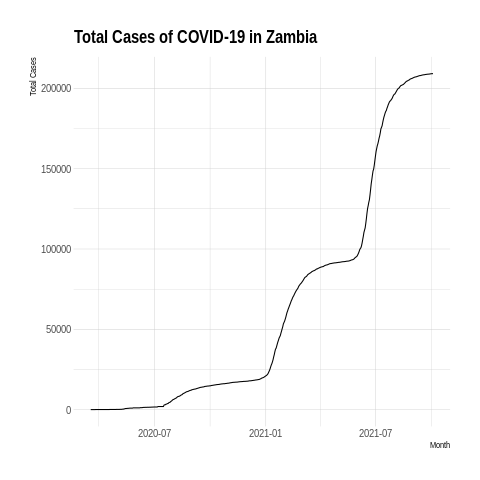 Total Cases of COVID-19 in Zambia
Total Cases
200000
150000
100000
50000
0
2020-07 2021-01 2021-07
Month